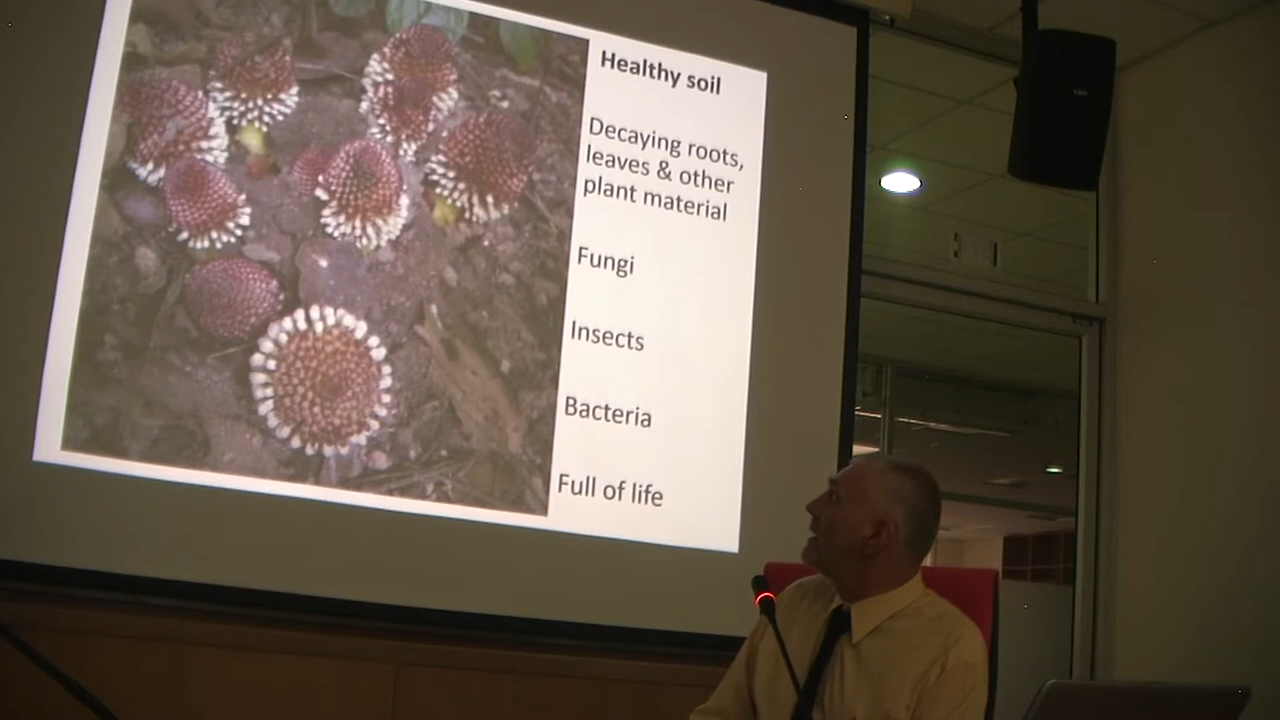 Healthy soil
Decaying roots,
leaves & other
plant material
Fungi
Insects
Bacteria
Full of life